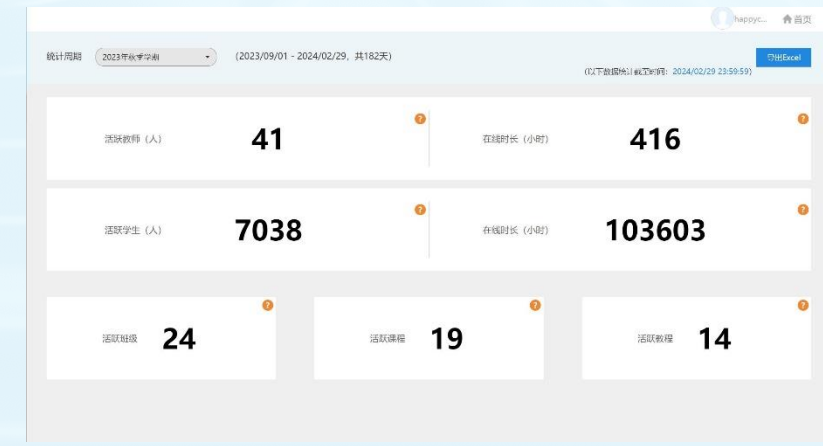 happyc... 首页
统计周期 2023年秋季学期 (2023/09/01 - 2024/02/29, 共182天)
导出Excel
(以下数据统计截至时间: 2024/02/29 23:59:59)
活跃教师（人） 41 ?
在线时长（小时） 416 ?
活跃学生（人） 7038 ?
在线时长（小时） 103603 ?
活跃班级 24 ?
活跃课程 19 ?
活跃教程 14 ?